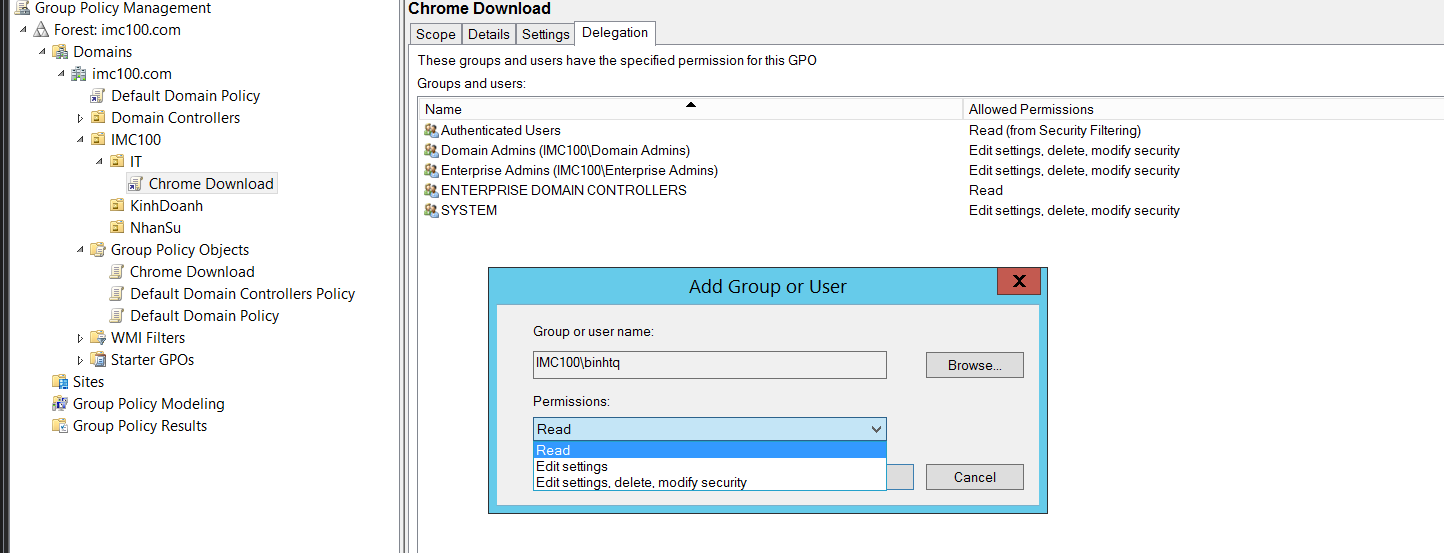 Group Policy Management
Forest: imc100.com
Domains
imc100.com
Default Domain Policy
Domain Controllers
IMC100
IT
Chrome Download
KinhDoanh
NhanSu
Group Policy Objects
Chrome Download
Default Domain Controllers Policy
Default Domain Policy
WMI Filters
Starter GPOs
Sites
Group Policy Modeling
Group Policy Results
Chrome Download
Scope Details Settings Delegation
These groups and users have the specified permission for this GPO
Groups and users:
Name Allowed Permissions
Authenticated Users Read (from Security Filtering)
Domain Admins (IMC100\Domain Admins) Edit settings, delete, modify security
Enterprise Admins (IMC100\Enterprise Admins) Edit settings, delete, modify security
ENTERPRISE DOMAIN CONTROLLERS Read
SYSTEM Edit settings, delete, modify security
Add Group or User
X
Group or user name:
IMC100\binhtq Browse...
Permissions:
Read
Read
Edit settings
Edit settings, delete, modify security
Cancel